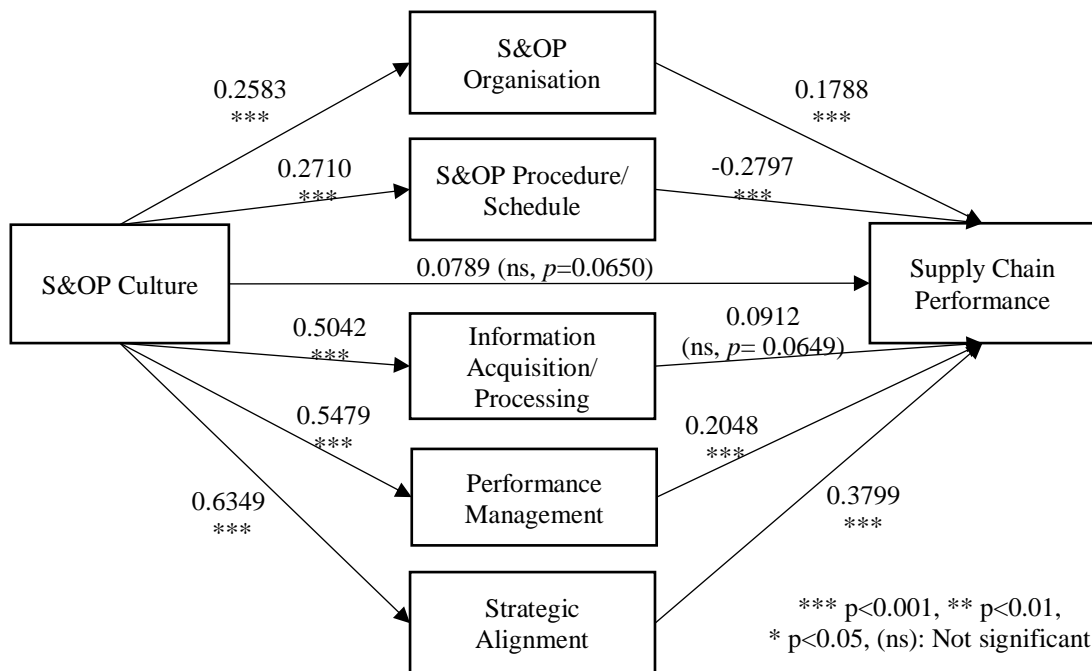 S&OP
Organisation
0.2583
***
0.1788
***
S&OP Procedure/
Schedule
0.2710
***
-0.2797
***
S&OP Culture
0.0789 (ns, p=0.0650)
Supply Chain
Performance
0.5042
***
Information
Acquisition/
Processing
0.0912
(ns, p= 0.0649)
0.5479
***
0.2048
***
Performance
Management
0.6349
***
0.3799
***
Strategic
Alignment
*** p<0.001, ** p<0.01,
* p<0.05, (ns): Not significant